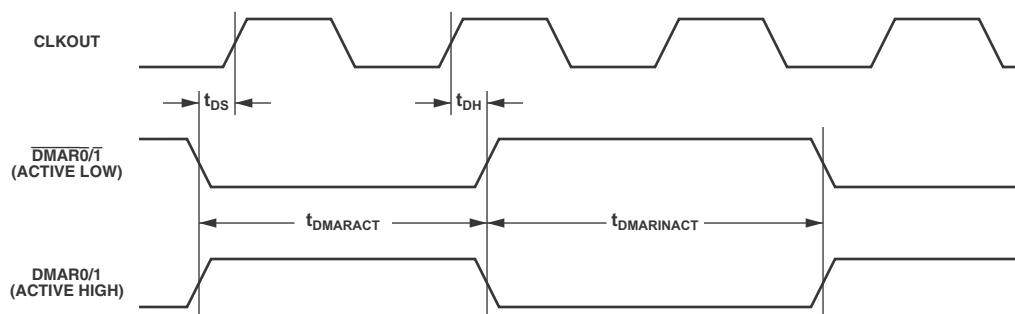 CLKOUT
tDS
tDH
DMAR0/1
(ACTIVE LOW)
tDMARACT
tDMARINACT
DMAR0/1
(ACTIVE HIGH)